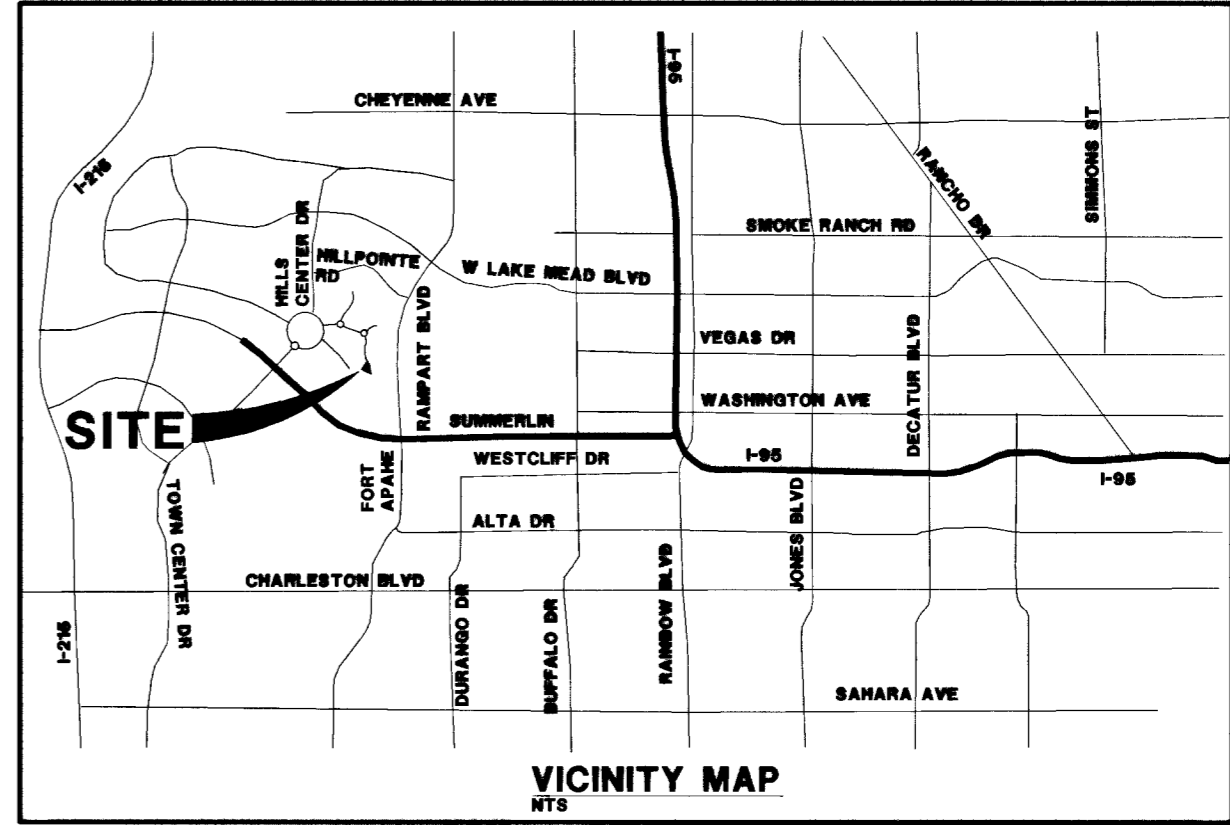 I-95
CHEYENNE AVE
I-215
RANCHO DR
SIMMONS ST
SMOKE RANCH RD
HILLS
CENTER DR
HILLPOINTE
RD
W LAKE MEAD BLVD
RAMPART BLVD
VEGAS DR
DECATUR BLVD
WASHINGTON AVE
SITE
SUMMERLIN
WESTCLIFF DR
I-95
I-95
FORT
APAHE
TOWN CENTER DR
ALTA DR
JONES BLVD
CHARLESTON BLVD
RAINBOW BLVD
I-215
DURANGO DR
BUFFALO DR
SAHARA AVE
VICINITY MAP
NTS